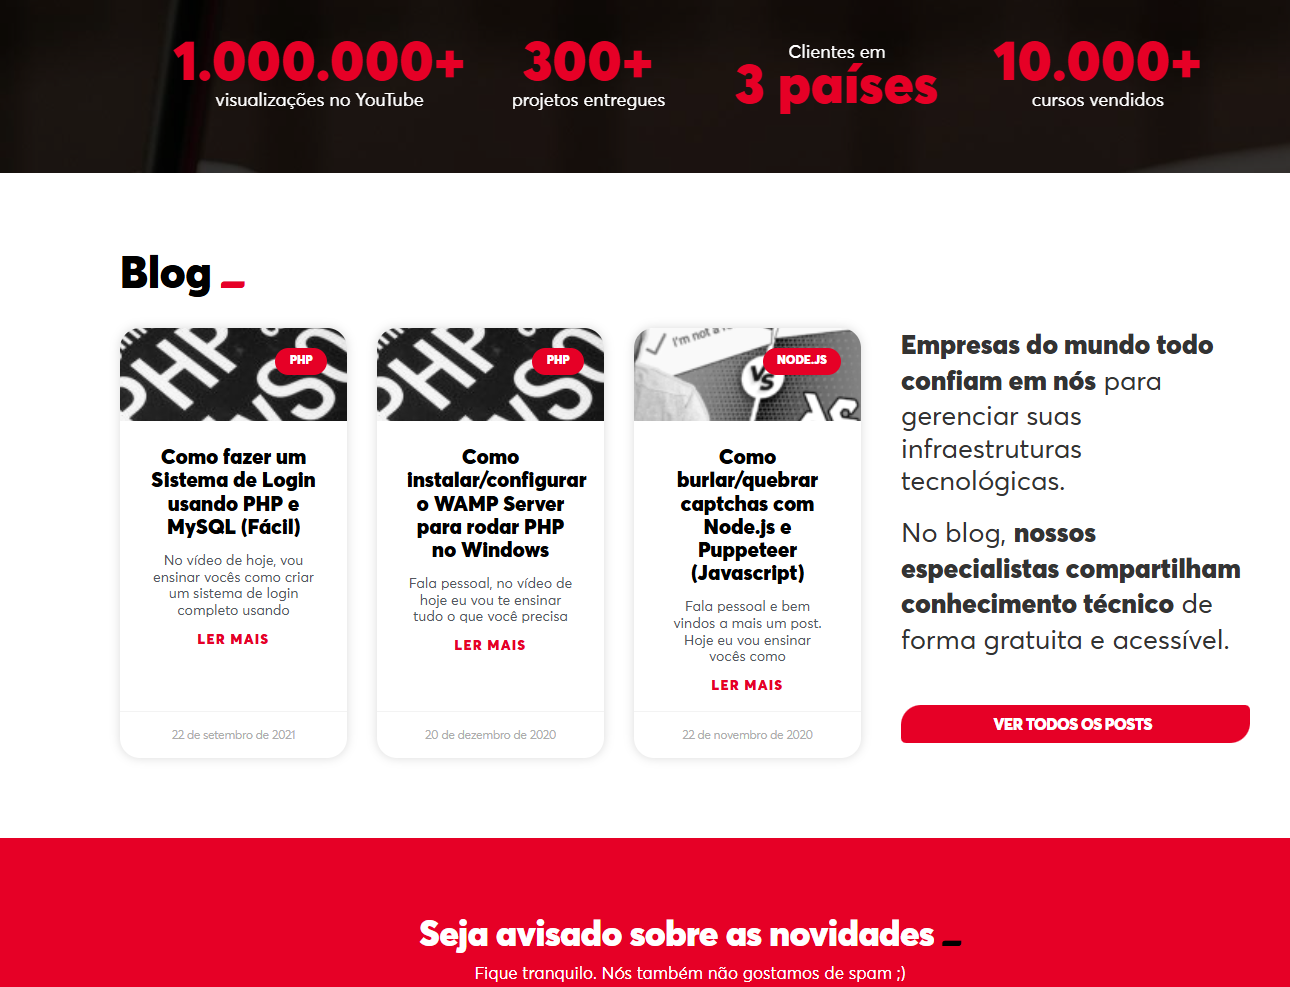 1.000.000+
visualizações no YouTube
300+
projetos entregues
Clientes em
3 países
10.000+
cursos vendidos
Blog _
PHP
Como fazer um
Sistema de Login
usando PHP e
MySQL (Fácil)
No vídeo de hoje, vou
ensinar vocês como criar
um sistema de login
completo usando
LER MAIS
22 de setembro de 2021
PHP
Como
instalar/configurar
o WAMP Server
para rodar PHP
no Windows
Fala pessoal, no vídeo de
hoje eu vou te ensinar
tudo o que você precisa
LER MAIS
20 de dezembro de 2020
I'm not a
VS
NODE.JS
Como
burlar/quebrar
captchas com
Node.js e
Puppeteer
(Javascript)
Fala pessoal e bem
vindos a mais um post.
Hoje eu vou ensinar
vocês como
LER MAIS
22 de novembro de 2020
Empresas do mundo todo
confiam em nós para
gerenciar suas
infraestruturas
tecnológicas.
No blog, nossos
especialistas compartilham
conhecimento técnico de
forma gratuita e acessível.
VER TODOS OS POSTS
Seja avisado sobre as novidades _
Fique tranquilo. Nós também não gostamos de spam ;)